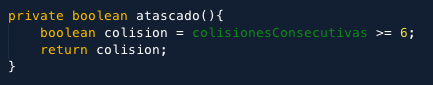 private boolean atascado(){
    boolean colision = colisionesConsecutivas >= 6;
    return colision;
}